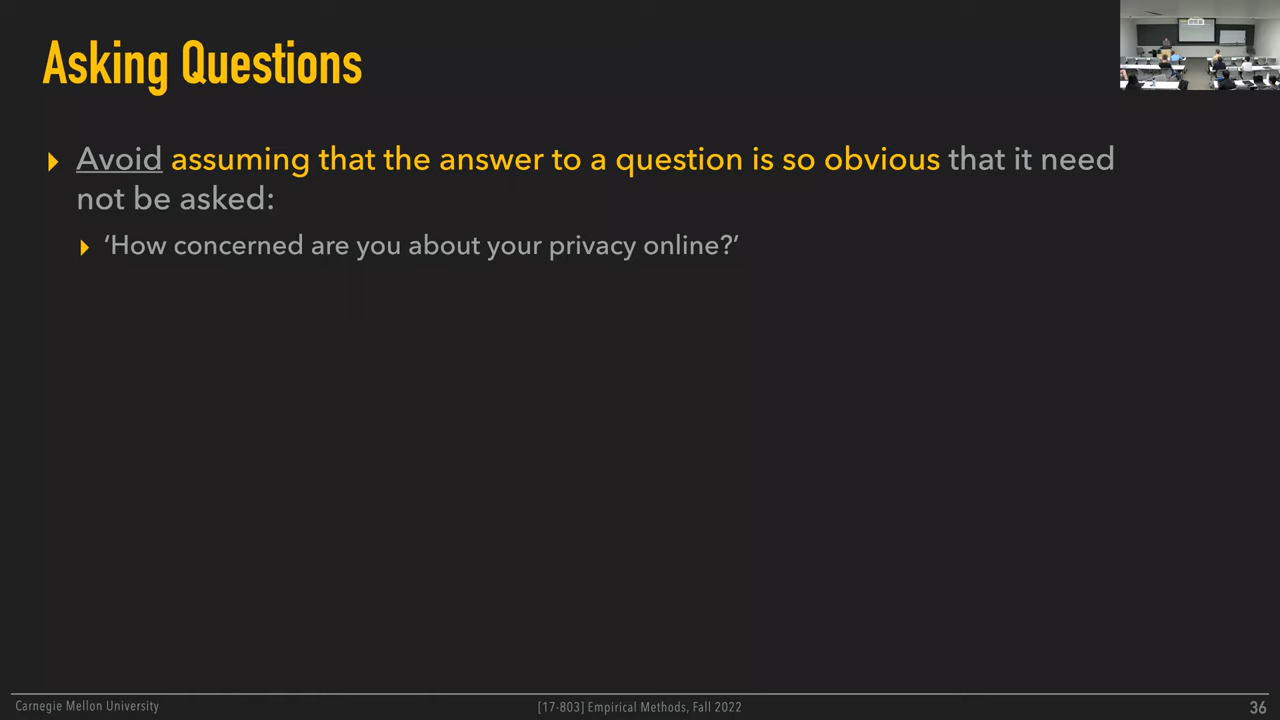 Asking Questions
Avoid assuming that the answer to a question is so obvious that it need
not be asked:
‘How concerned are you about your privacy online?’
Carnegie Mellon University
[17-803] Empirical Methods, Fall 2022
36